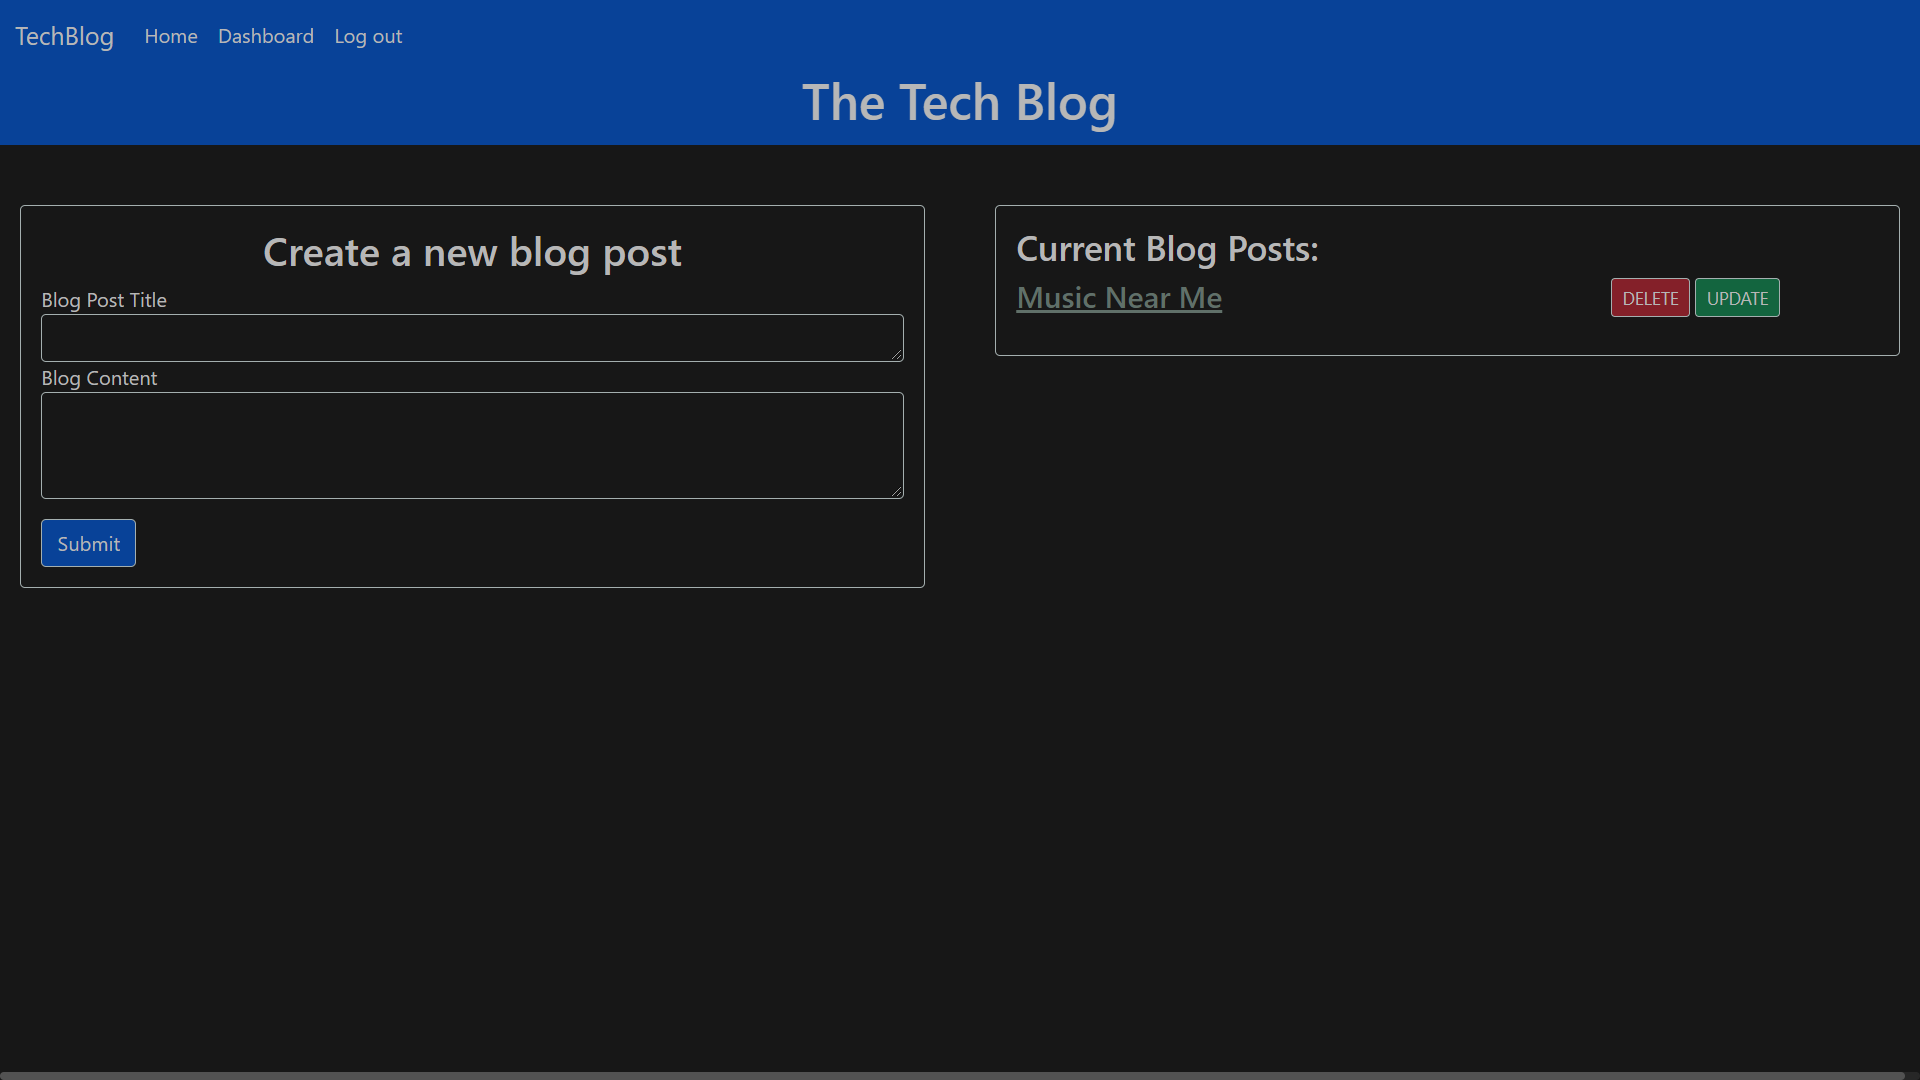 TechBlog Home Dashboard Log out
The Tech Blog
Create a new blog post
Blog Post Title
Blog Content
Submit
Current Blog Posts:
Music Near Me DELETE UPDATE